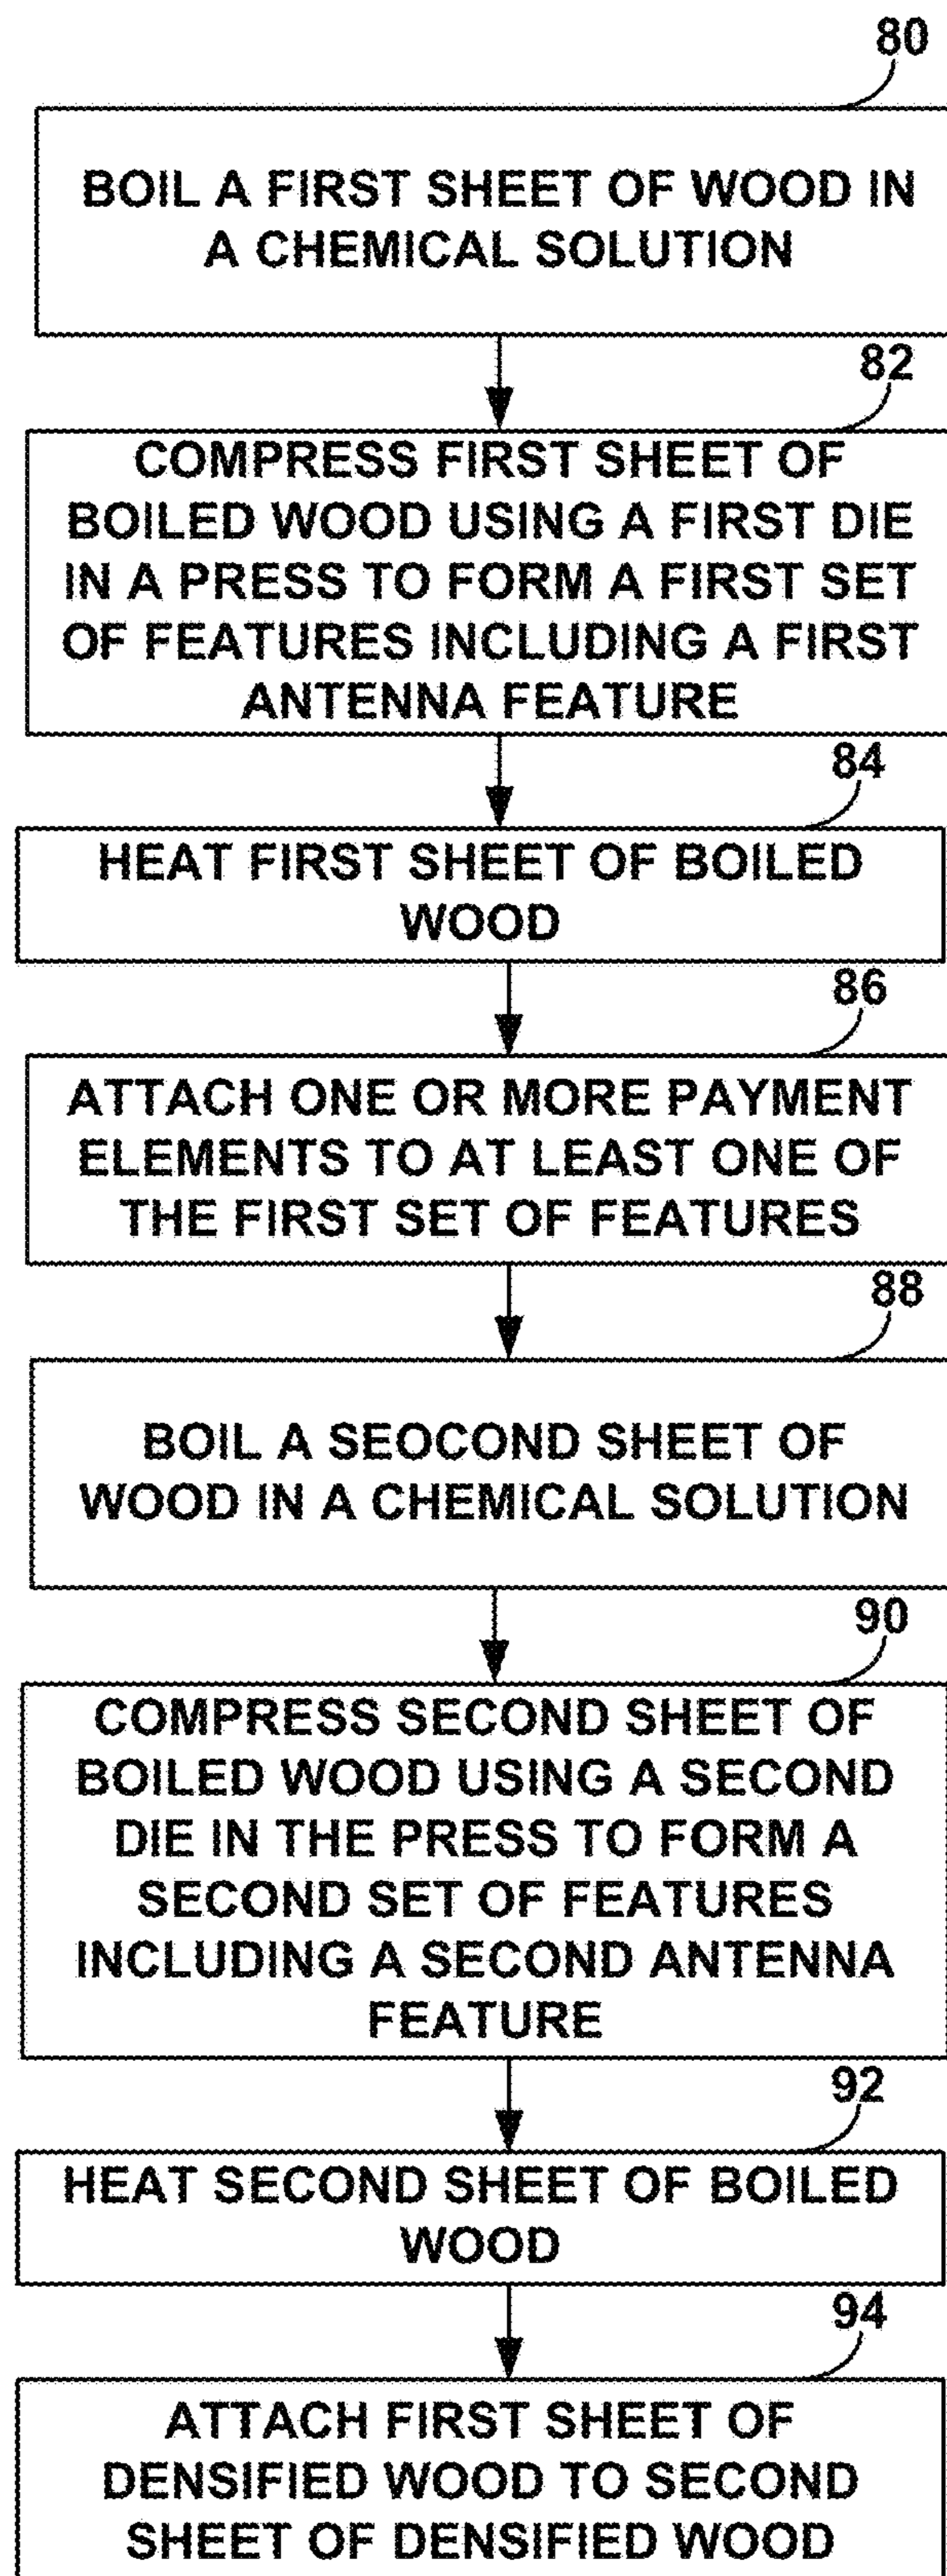 80
BOIL A FIRST SHEET OF WOOD IN
A CHEMICAL SOLUTION
82
COMPRESS FIRST SHEET OF
BOILED WOOD USING A FIRST DIE
IN A PRESS TO FORM A FIRST SET
OF FEATURES INCLUDING A FIRST
ANTENNA FEATURE
84
HEAT FIRST SHEET OF BOILED
WOOD
86
ATTACH ONE OR MORE PAYMENT
ELEMENTS TO AT LEAST ONE OF
THE FIRST SET OF FEATURES
88
BOIL A SEOCOND SHEET OF
WOOD IN A CHEMICAL SOLUTION
90
COMPRESS SECOND SHEET OF
BOILED WOOD USING A SECOND
DIE IN THE PRESS TO FORM A
SECOND SET OF FEATURES
INCLUDING A SECOND ANTENNA
FEATURE
92
HEAT SECOND SHEET OF BOILED
WOOD
94
ATTACH FIRST SHEET OF
DENSIFIED WOOD TO SECOND
SHEET OF DENSIFIED WOOD